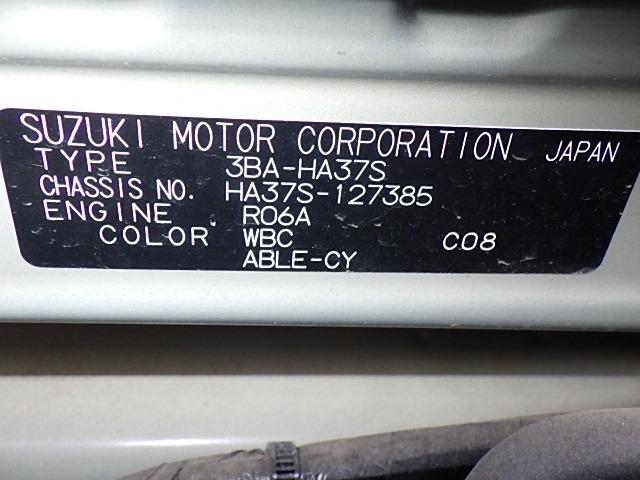 SUZUKI MOTOR CORPORATION JAPAN
TYPE 3BA-HA37S
CHASSIS NO. HA37S-127385
ENGINE R06A
COLOR WBC C08
ABLE-CY